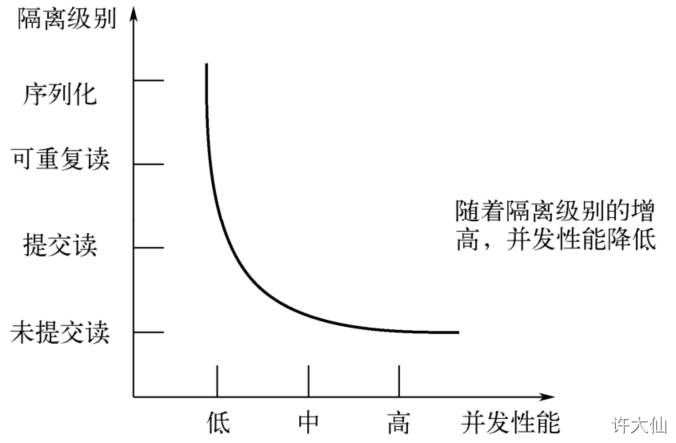 隔离级别
序列化
可重复读
提交读
未提交读
随着隔离级别的增
高，并发性能降低
低 中 高 并发性能
许大仙